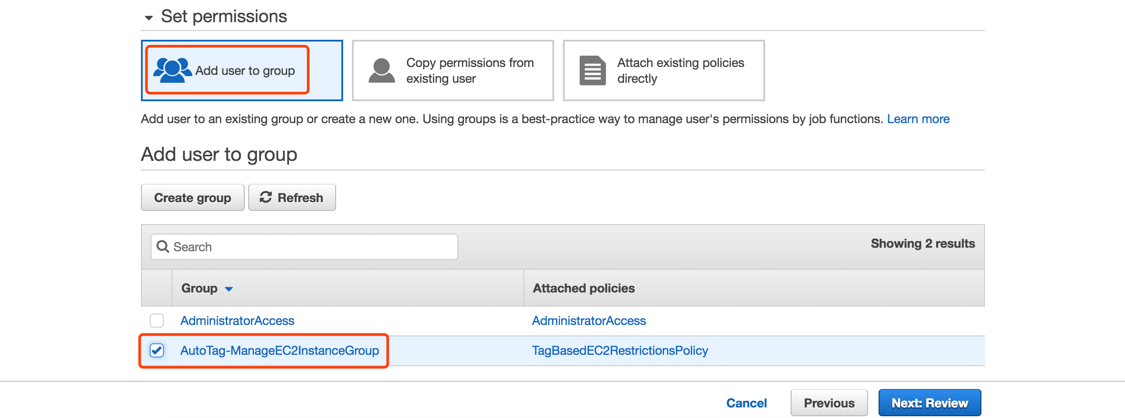 Set permissions
Add user to group
Copy permissions from
existing user
Attach existing policies
directly
Add user to an existing group or create a new one. Using groups is a best-practice way to manage user's permissions by job functions. Learn more
Add user to group
Create group Refresh
Search
Showing 2 results
Group Attached policies
AdministratorAccess AdministratorAccess
AutoTag-ManageEC2InstanceGroup TagBasedEC2RestrictionsPolicy
Cancel Previous Next: Review